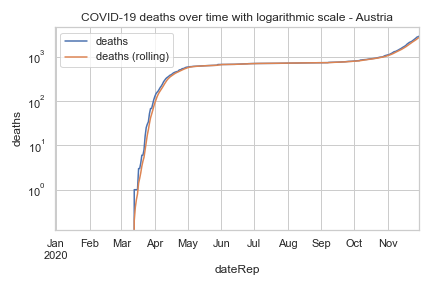 COVID-19 deaths over time with logarithmic scale - Austria
deaths
deaths (rolling)
10³
10²
10¹
10⁰
deaths
Jan Feb Mar Apr May Jun Jul Aug Sep Oct Nov
2020
dateRep